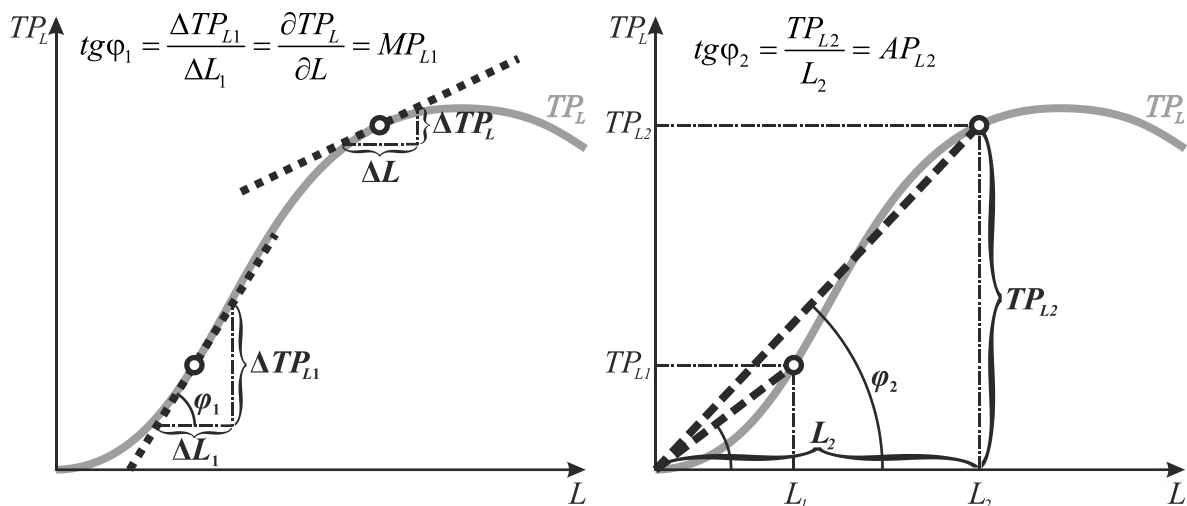 TP_L
tgφ₁ = ΔTP_L1 / ΔL₁ = ∂TP_L / ∂L = MP_L1
TP_L
ΔTP_L
ΔL
ΔTP_L1
φ₁
ΔL₁
L
TP_L
tgφ₂ = TP_L2 / L₂ = AP_L2
TP_L
TP_L2
TP_L2
TP_L1
φ₂
L₂
L₁
L₂
L